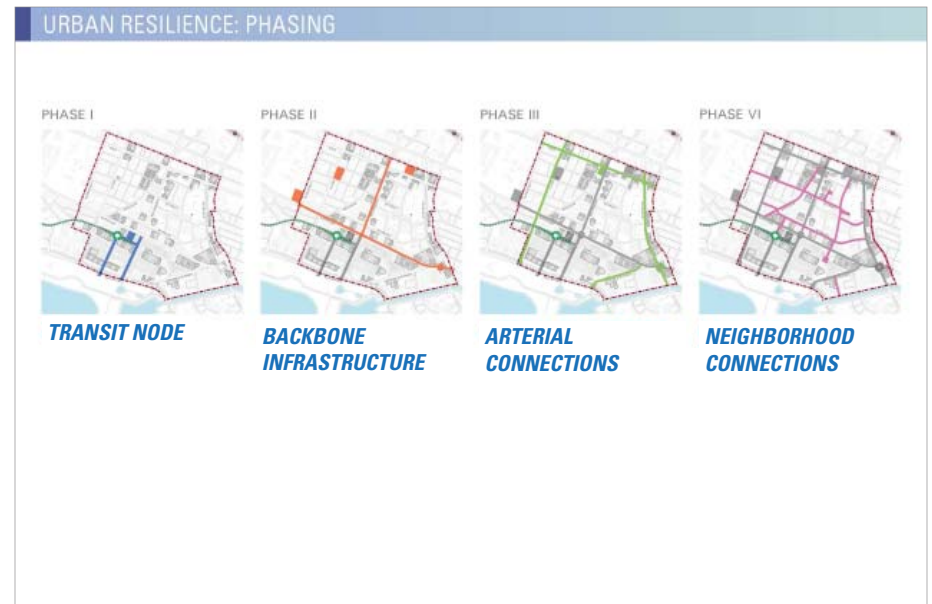 URBAN RESILIENCE: PHASING
PHASE I
PHASE II
PHASE III
PHASE VI
TRANSIT NODE
BACKBONE
INFRASTRUCTURE
ARTERIAL
CONNECTIONS
NEIGHBORHOOD
CONNECTIONS